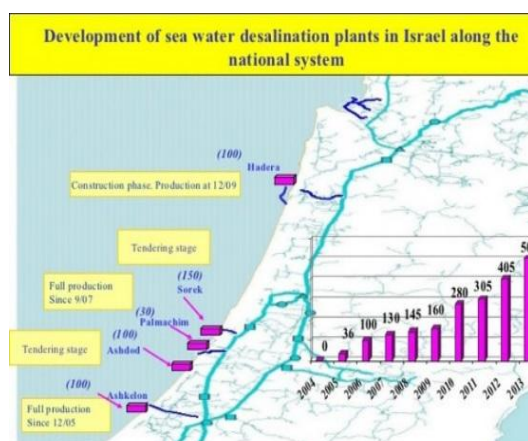 Development of sea water desalination plants in Israel along the
national system
(100)
Hadera
Construction phase. Production at 12/09
Tendering stage
(150)
Full production
Since 9/07
Sorek
(30)
Palmachim
(100)
Tendering stage
Ashdod
(100)
Ashkelon
Full production
Since 12/05
0 36 100 130 145 160 280 305 405
2004 2005 2006 2007 2008 2009 2010 2011 2012 2013